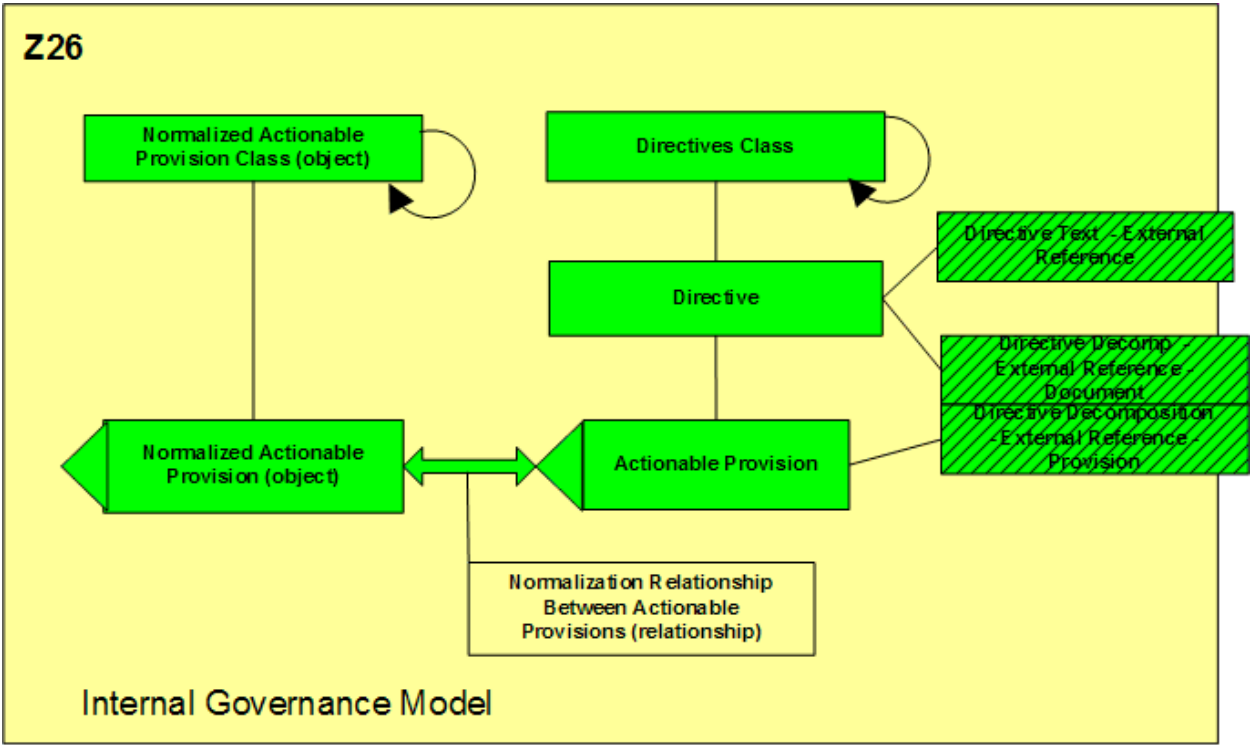 Z26
Normalized Actionable
Provision Class (object)
Directives Class
Directive Text - External
Reference
Directive
Directive Decomp -
External Reference -
Document
Directive Decomposition
- External Reference -
Provision
Normalized Actionable
Provision (object)
Actionable Provision
Normalization Relationship
Between Actionable
Provisions (relationship)
Internal Governance Model